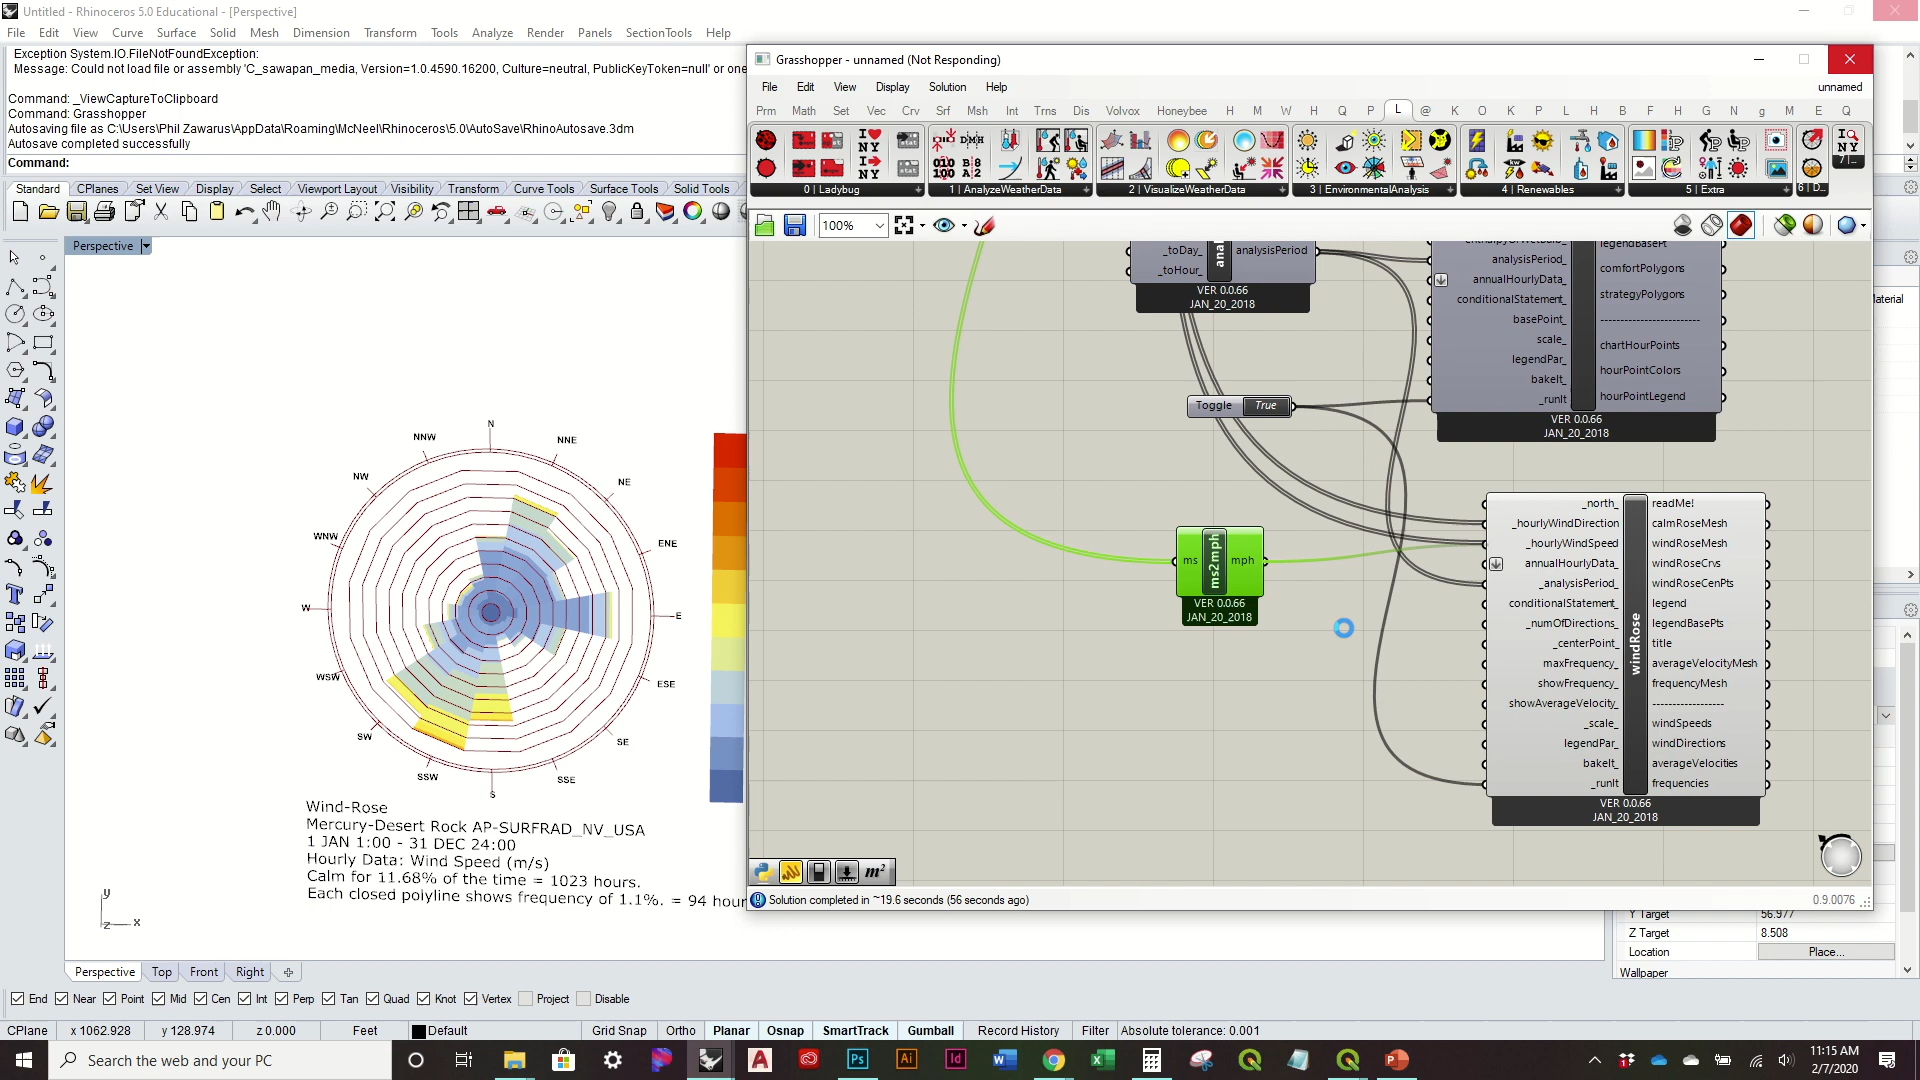 Untitled - Rhinoceros 5.0 Educational - [Perspective]
File Edit View Curve Surface Solid Mesh Dimension Transform Tools Analyze Render Panels SectionTools Help
Exception System.IO.FileNotFoundException:
Message: Could not load file or assembly 'C_sawapan_media, Version=1.0.4590.16200, Culture=neutral, PublicKeyToken=null' or one
Command: _ViewCaptureToClipboard
Command: Grasshopper
Autosaving file as C:\Users\Phil Zawarus\AppData\Roaming\McNeel\Rhinoceros\5.0\AutoSave\RhinoAutosave.3dm
Autosave completed successfully
Command:
Standard CPlanes Set View Display Select Viewport Layout Visibility Transform Curve Tools Surface Tools Solid Tools
Perspective
N
NNE
NE
ENE
E
ESE
SE
SSE
S
SSW
SW
WSW
W
WNW
NW
NNW
Wind-Rose
Mercury-Desert Rock AP-SURFRAD_NV_USA
1 JAN 1:00 - 31 DEC 24:00
Hourly Data: Wind Speed (m/s)
Calm for 11.68% of the time = 1023 hours.
Each closed polyline shows frequency of 1.1%. = 94 hour
y
z x
Grasshopper - unnamed (Not Responding)
File Edit View Display Solution Help
unnamed
Prm Math Set Vec Crv Srf Msh Int Trns Dis Volvox Honeybee H M W H Q P L @ K O K P L H B F H G N g M E Q
0 | Ladybug
1 | AnalyzeWeatherData
2 | VisualizeWeatherData
3 | EnvironmentalAnalysis
4 | Renewables
5 | Extra
6 | D...
7 |...
100%
_toDay_
_toHour_
ana
analysisPeriod
VER 0.0.66
JAN_20_2018
analysisPeriod_
annualHourlyData_
conditionalStatement_
basePoint_
scale_
legendPar_
bakeIt_
_runIt
legendBasePt
comfortPolygons
strategyPolygons
-------------------------
chartHourPoints
hourPointColors
hourPointLegend
VER 0.0.66
JAN_20_2018
Toggle True
ms ms2mph mph
VER 0.0.66
JAN_20_2018
_north_
_hourlyWindDirection
_hourlyWindSpeed
annualHourlyData_
_analysisPeriod_
conditionalStatement_
_numOfDirections_
_centerPoint_
maxFrequency_
showFrequency_
showAverageVelocity_
_scale_
legendPar_
bakeIt_
_runIt
windRose
readMe!
calmRoseMesh
windRoseMesh
windRoseCrvs
windRoseCenPts
legend
legendBasePts
title
averageVelocityMesh
frequencyMesh
------------------
windSpeeds
windDirections
averageVelocities
frequencies
VER 0.0.66
JAN_20_2018
m²
Solution completed in ~19.6 seconds (56 seconds ago)
0.9.0076
Material
Y Target 56.977
Z Target 8.508
Location Place...
Wallpaper
Perspective Top Front Right
End Near Point Mid Cen Int Perp Tan Quad Knot Vertex Project Disable
CPlane x 1062.928 y 128.974 z 0.000 Feet Default Grid Snap Ortho Planar Osnap SmartTrack Gumball Record History Filter Absolute tolerance: 0.001
Search the web and your PC
11:15 AM
2/7/2020